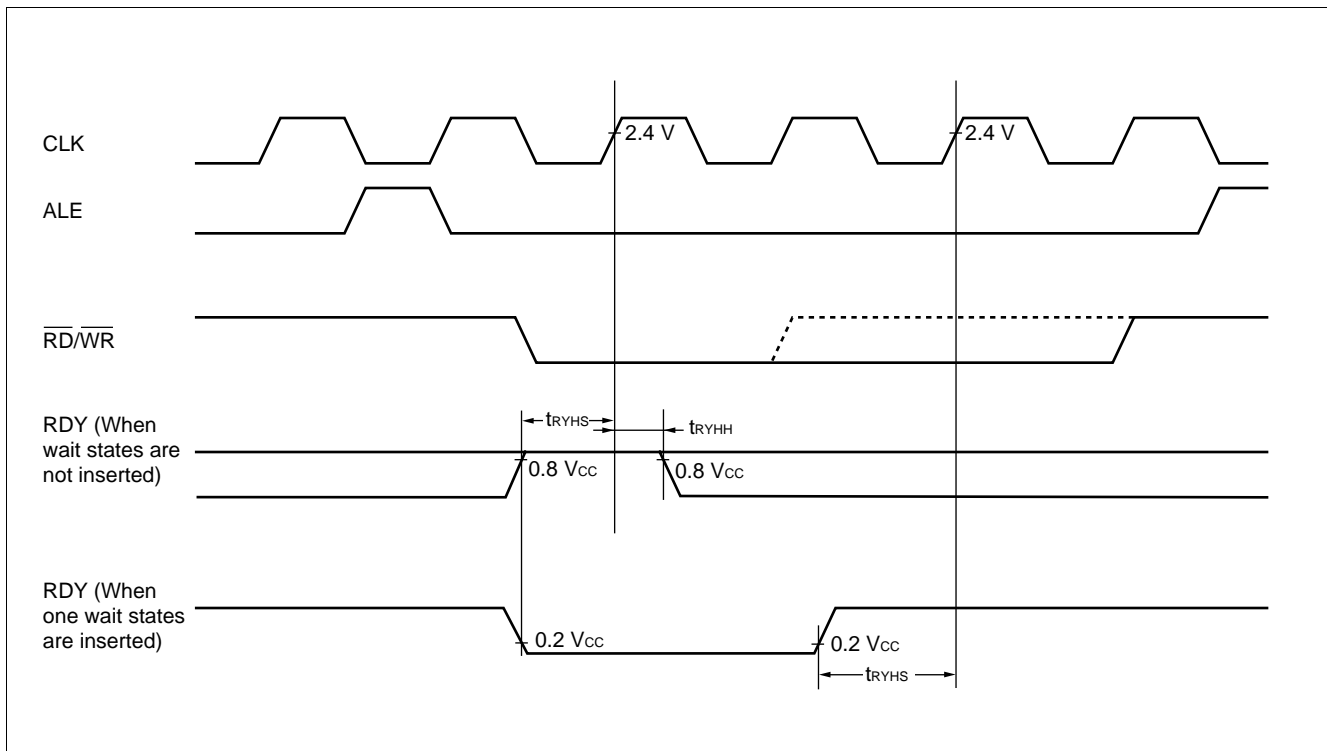 CLK
2.4 V
2.4 V
ALE
RD/WR
RDY (When
wait states are
not inserted)
tRYHS
tRYHH
0.8 VCC
0.8 VCC
RDY (When
one wait states
are inserted)
0.2 VCC
0.2 VCC
tRYHS